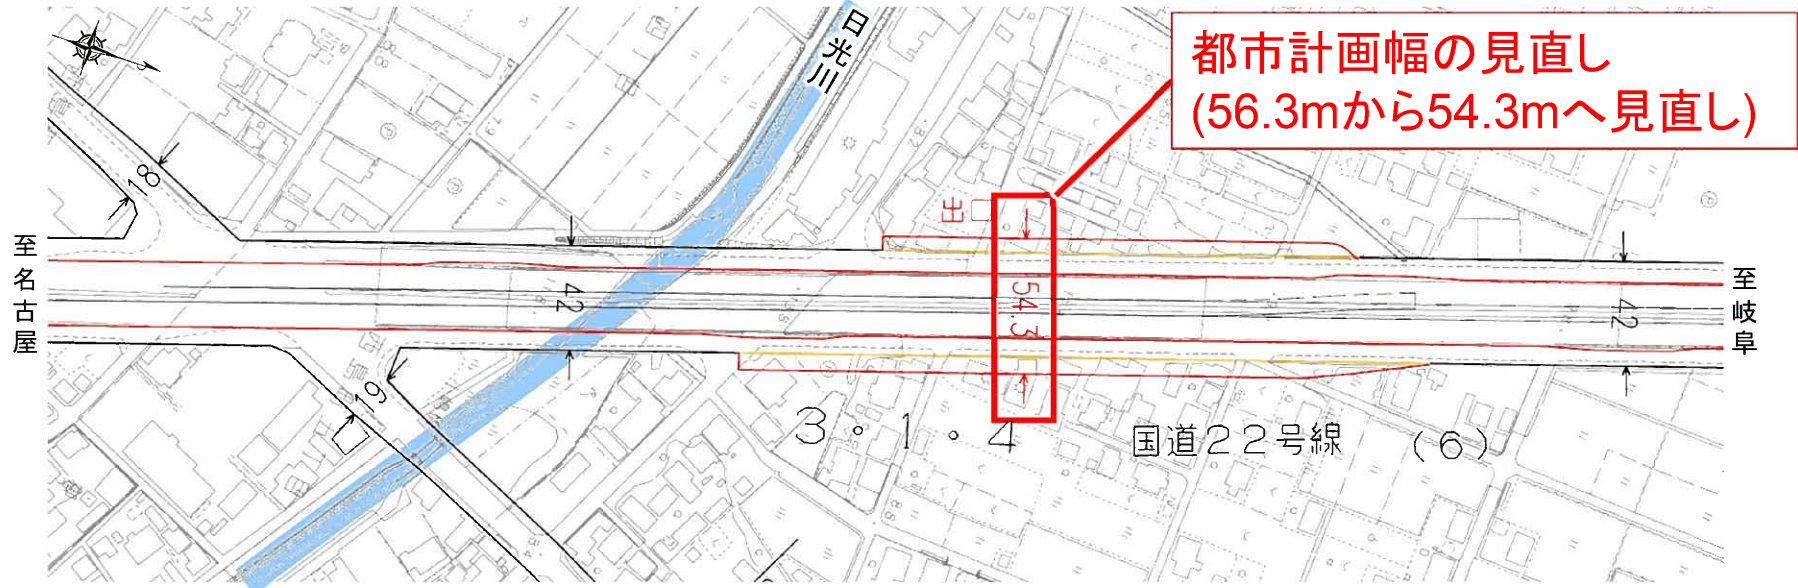 都市計画幅の見直し
(56.3mから54.3mへ見直し)
日光川
18
至名古屋
至岐阜
42
54.3
42
19
3・1・4
国道22号線
(6)